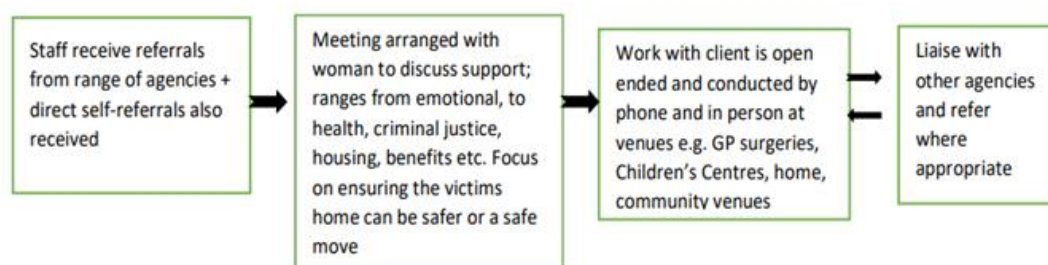 Staff receive referrals
from range of agencies +
direct self-referrals also
received
Meeting arranged with
woman to discuss support;
ranges from emotional, to
health, criminal justice,
housing, benefits etc. Focus
on ensuring the victims
home can be safer or a safe
move
Work with client is open
ended and conducted by
phone and in person at
venues e.g. GP surgeries,
Children's Centres, home,
community venues
Liaise with
other agencies
and refer
where
appropriate